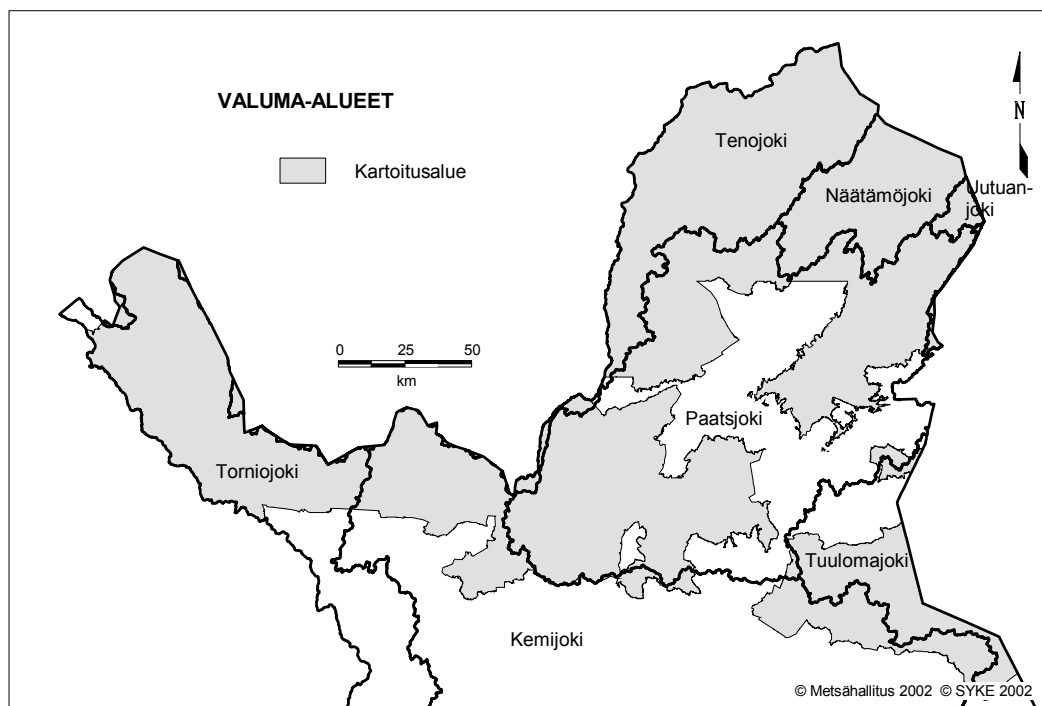 VALUMA-ALUEET
Kartoitusalue
N
Tenojoki
Näätämöjoki
Uutuan-
joki
0 25 50
km
Paatsjoki
Torniojoki
Tuulomajoki
Kemijoki
© Metsähallitus 2002 © SYKE 2002